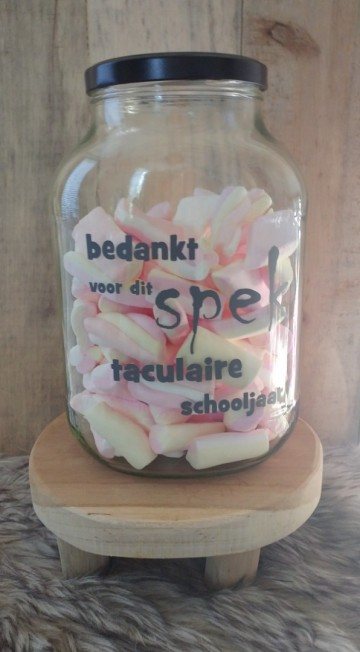 bedankt
voor dit spek
taculaire
schooljaar